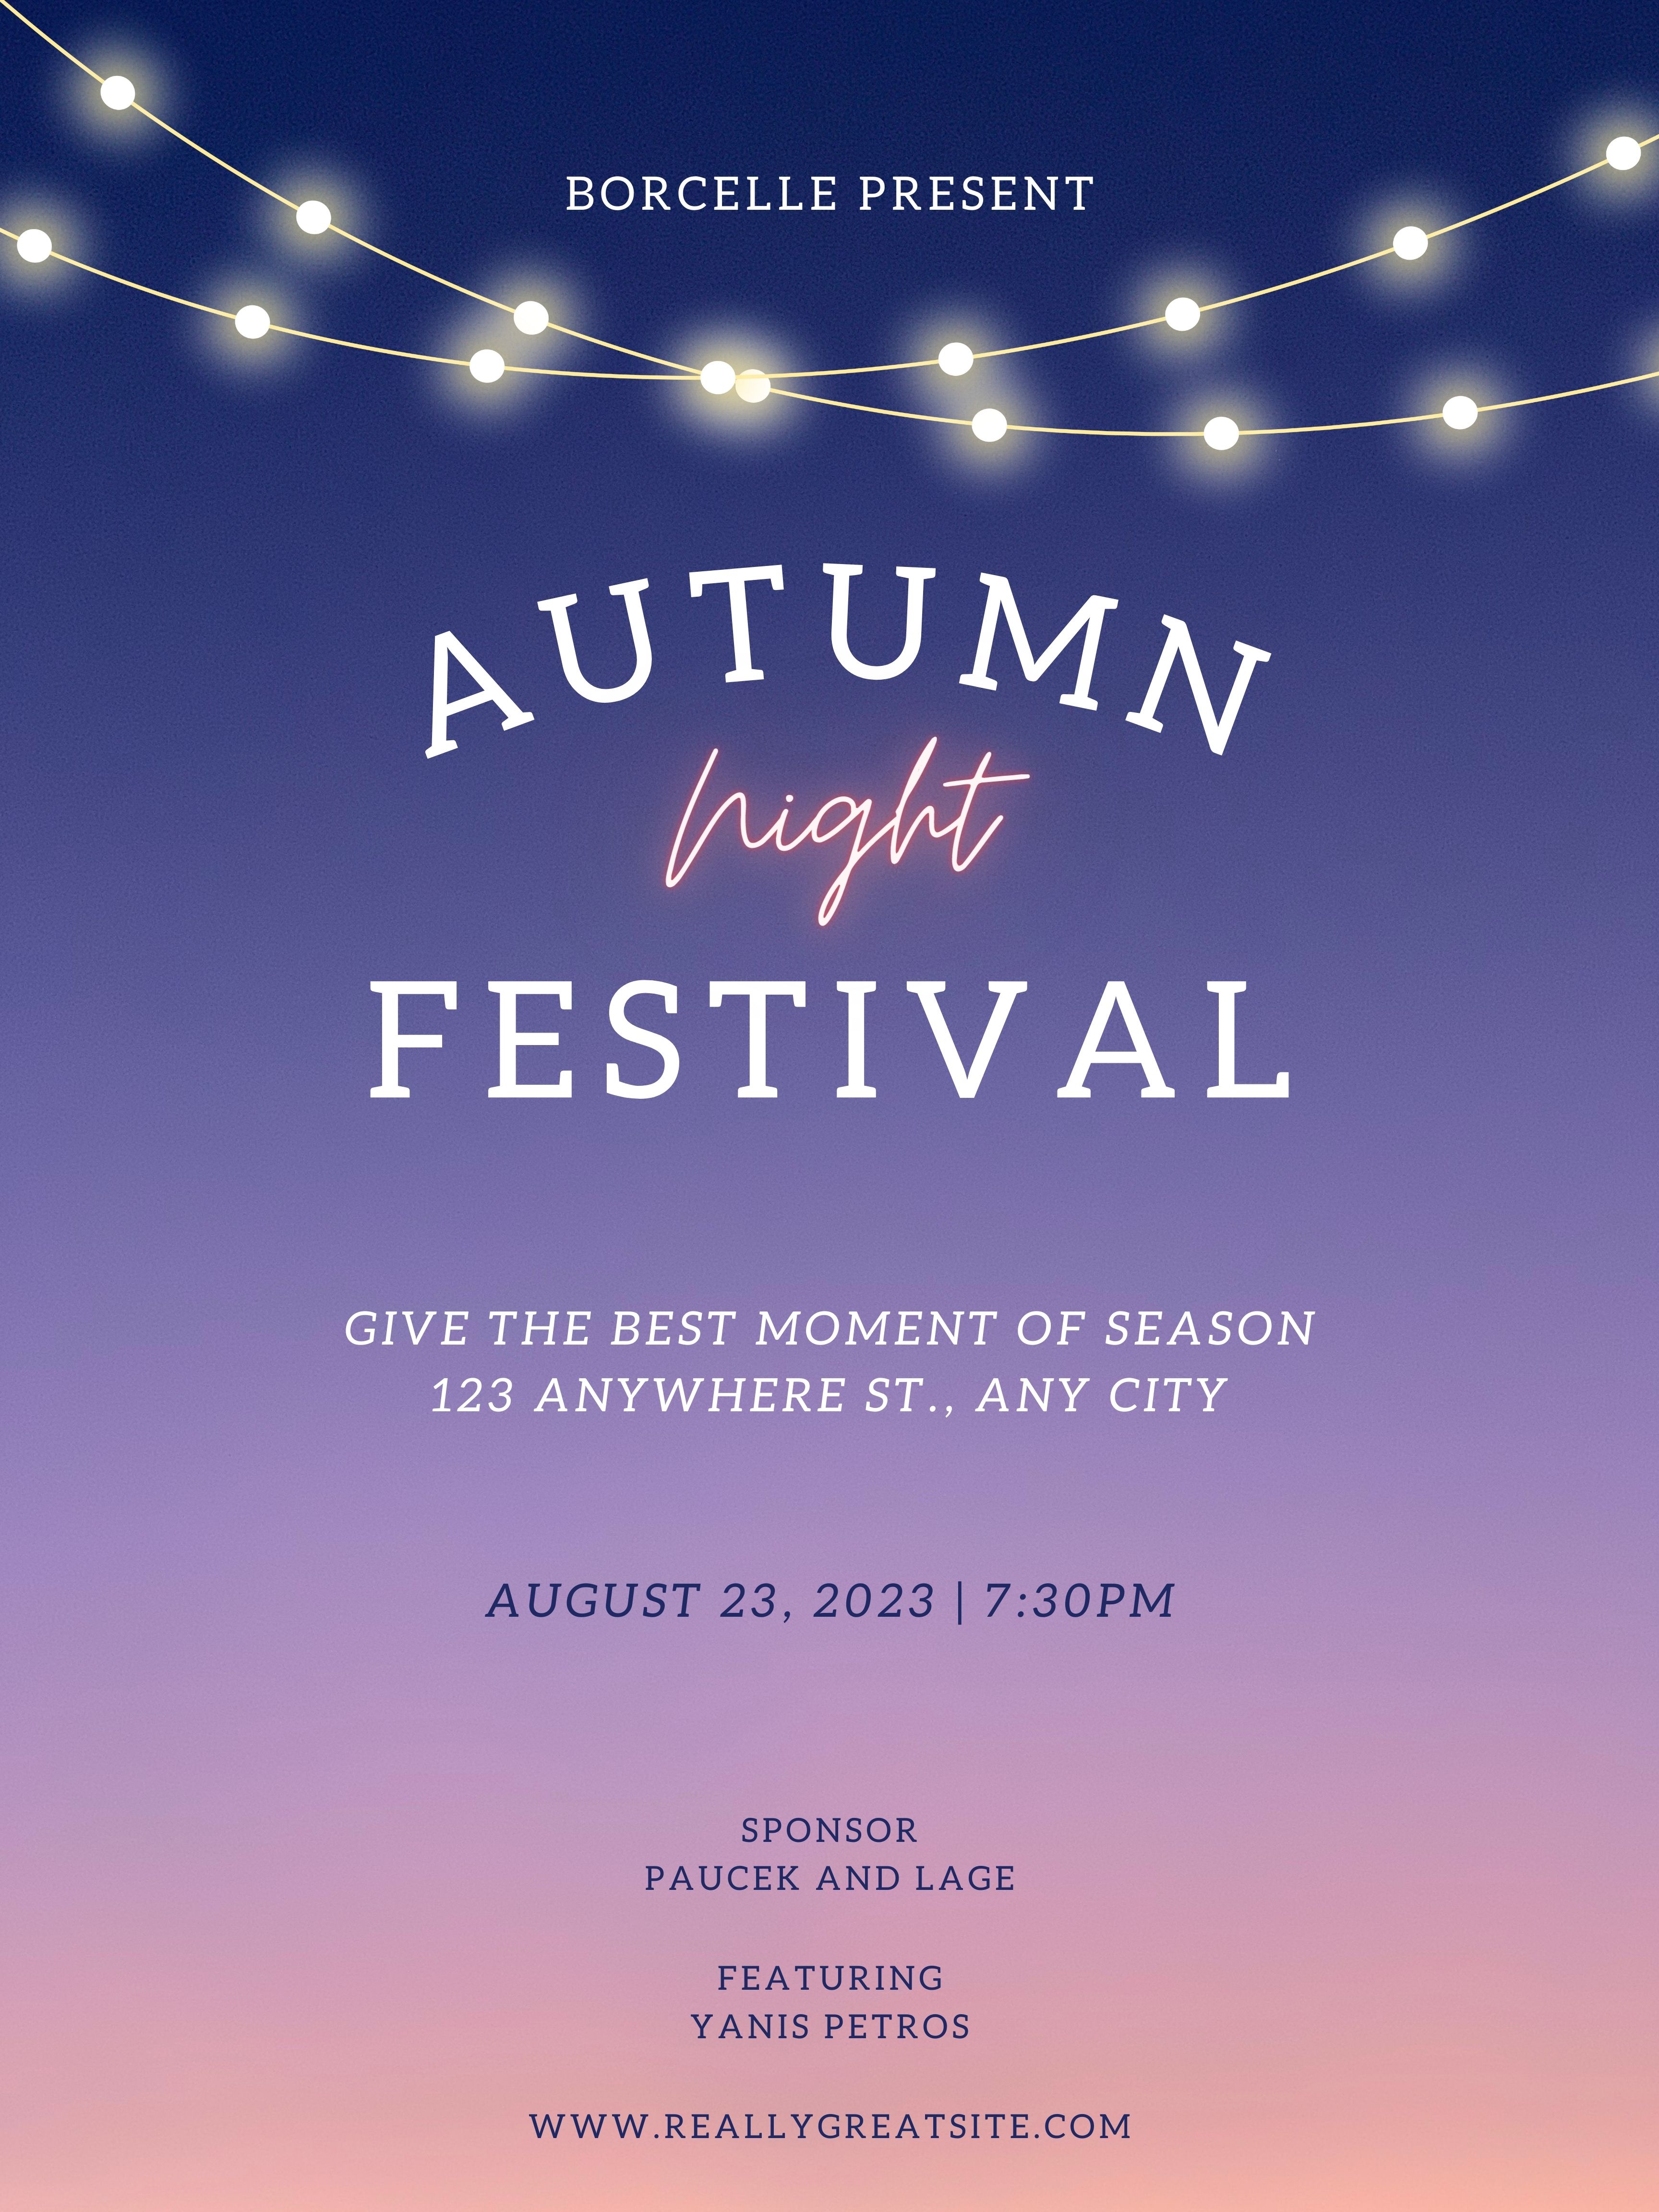 BORCELLE PRESENT
AUTUMN
night
FESTIVAL
GIVE THE BEST MOMENT OF SEASON
123 ANYWHERE ST., ANY CITY
AUGUST 23, 2023 | 7:30PM
SPONSOR
PAUCEK AND LAGE
FEATURING
YANIS PETROS
WWW.REALLYGREATSITE.COM